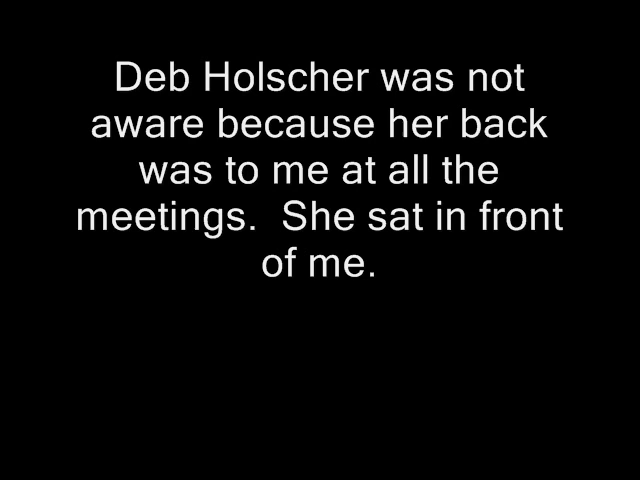 Deb Holscher was not
aware because her back
was to me at all the
meetings.  She sat in front
of me.